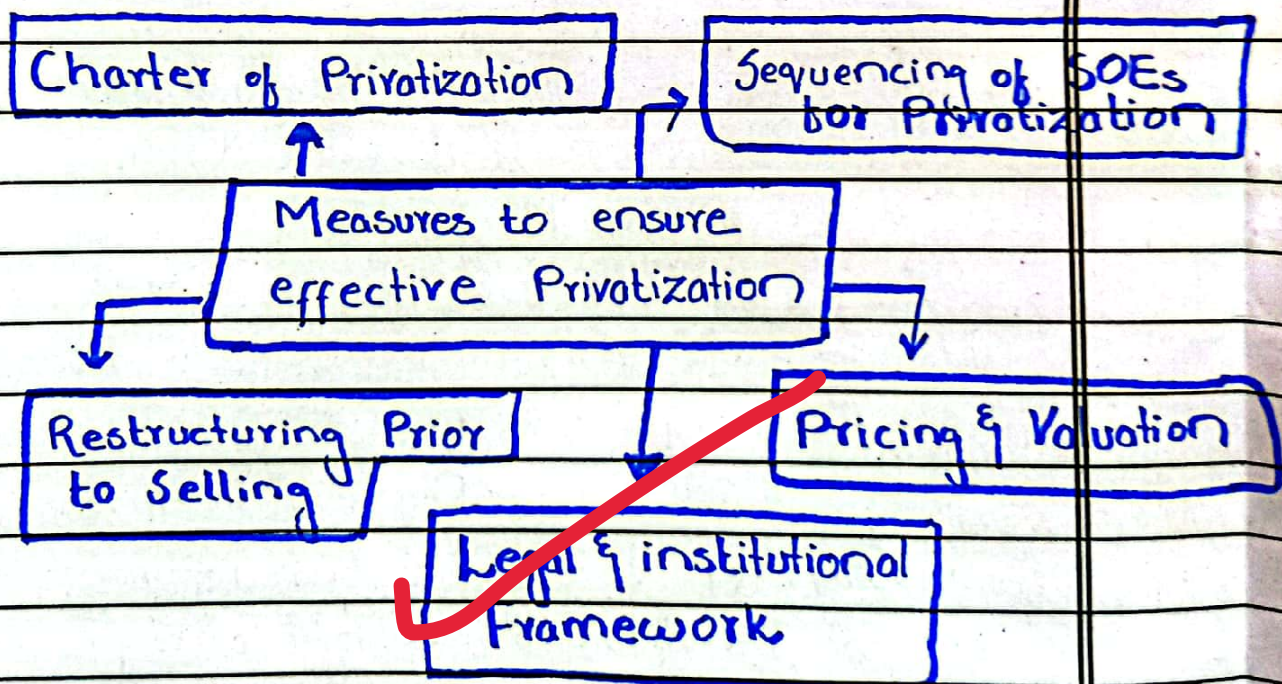 Charter of Privatization
Sequencing of SOEs
for Privatization
Measures to ensure
effective Privatization
Restructuring Prior
to Selling
Pricing & Valuation
Legal & institutional
Framework